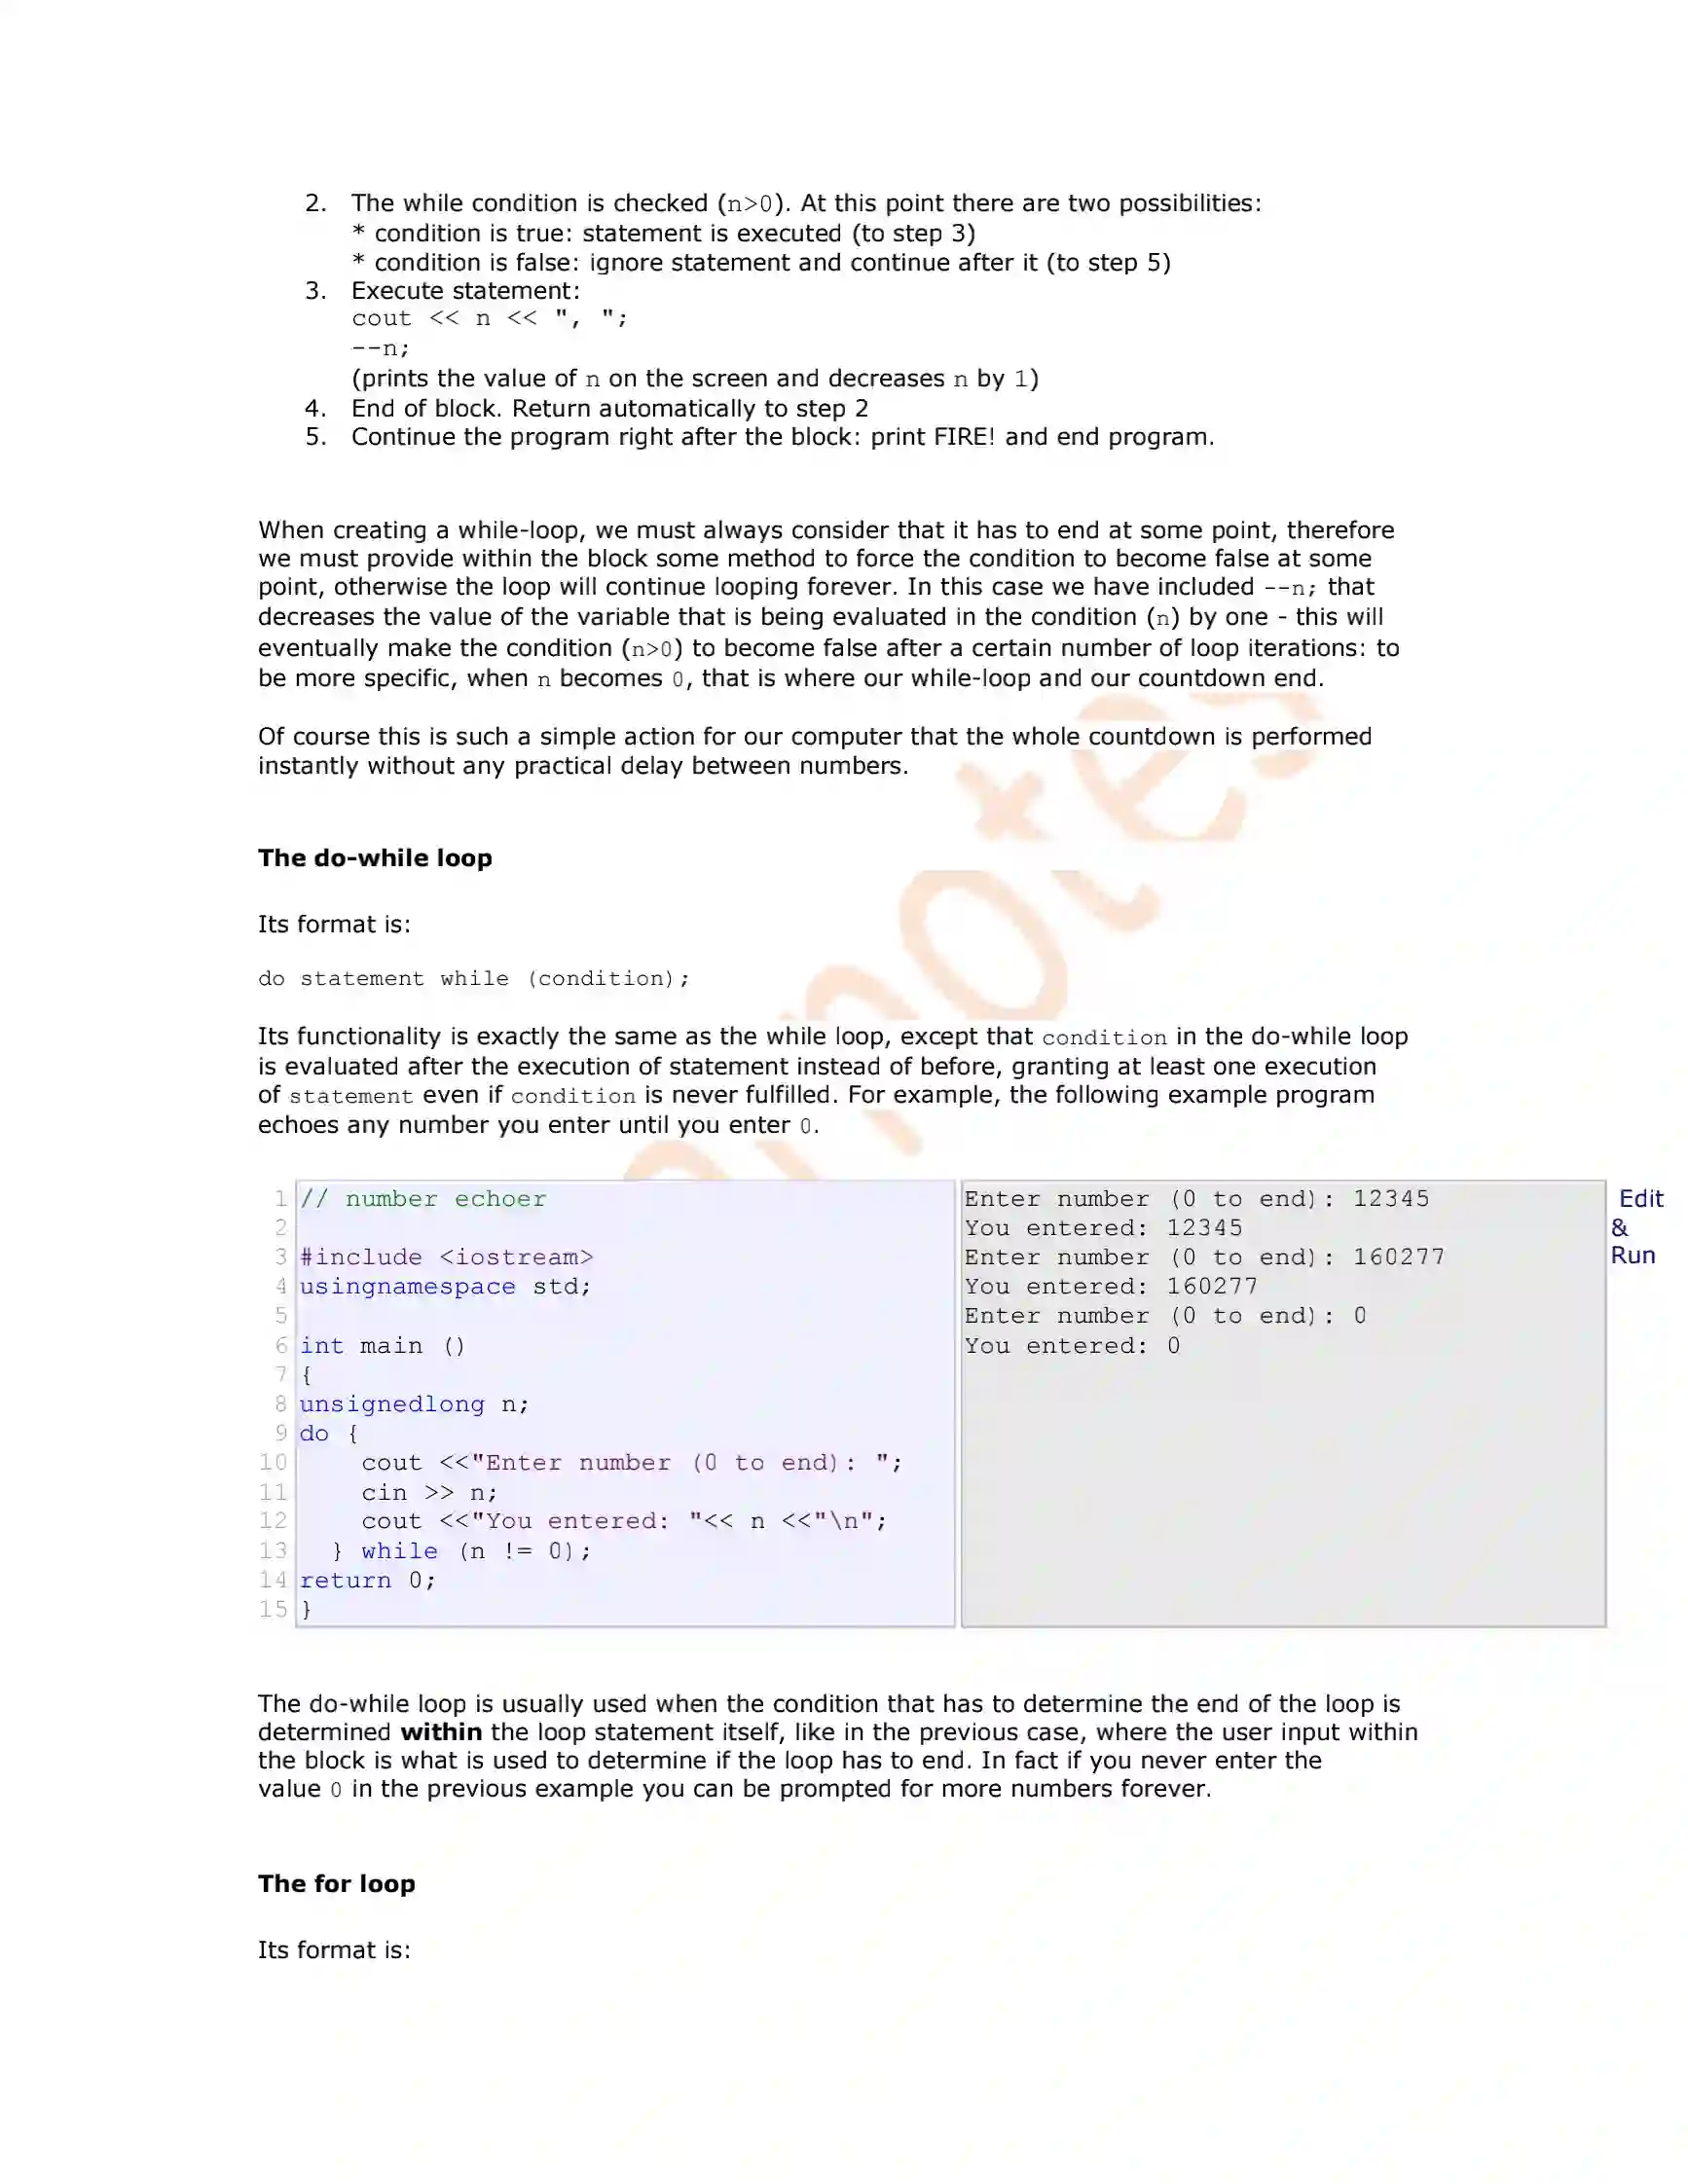 2. The while condition is checked (n>0). At this point there are two possibilities:
* condition is true: statement is executed (to step 3)
* condition is false: ignore statement and continue after it (to step 5)
3. Execute statement:
cout << n << ", ";
--n;
(prints the value of n on the screen and decreases n by 1)
4. End of block. Return automatically to step 2
5. Continue the program right after the block: print FIRE! and end program.
When creating a while-loop, we must always consider that it has to end at some point, therefore
we must provide within the block some method to force the condition to become false at some
point, otherwise the loop will continue looping forever. In this case we have included --n; that
decreases the value of the variable that is being evaluated in the condition (n) by one - this will
eventually make the condition (n>0) to become false after a certain number of loop iterations: to
be more specific, when n becomes 0, that is where our while-loop and our countdown end.
Of course this is such a simple action for our computer that the whole countdown is performed
instantly without any practical delay between numbers.
The do-while loop
Its format is:
do statement while (condition);
Its functionality is exactly the same as the while loop, except that condition in the do-while loop
is evaluated after the execution of statement instead of before, granting at least one execution
of statement even if condition is never fulfilled. For example, the following example program
echoes any number you enter until you enter 0.
1 // number echoer
2
3 #include <iostream>
4 usingnamespace std;
5
6 int main ()
7 {
8 unsignedlong n;
9 do {
10 cout <<"Enter number (0 to end): ";
11 cin >> n;
12 cout <<"You entered: "<< n <<"\n";
13 } while (n != 0);
14 return 0;
15 }
Enter number (0 to end): 12345
You entered: 12345
Enter number (0 to end): 160277
You entered: 160277
Enter number (0 to end): 0
You entered: 0
Edit
&
Run
The do-while loop is usually used when the condition that has to determine the end of the loop is
determined within the loop statement itself, like in the previous case, where the user input within
the block is what is used to determine if the loop has to end. In fact if you never enter the
value 0 in the previous example you can be prompted for more numbers forever.
The for loop
Its format is: